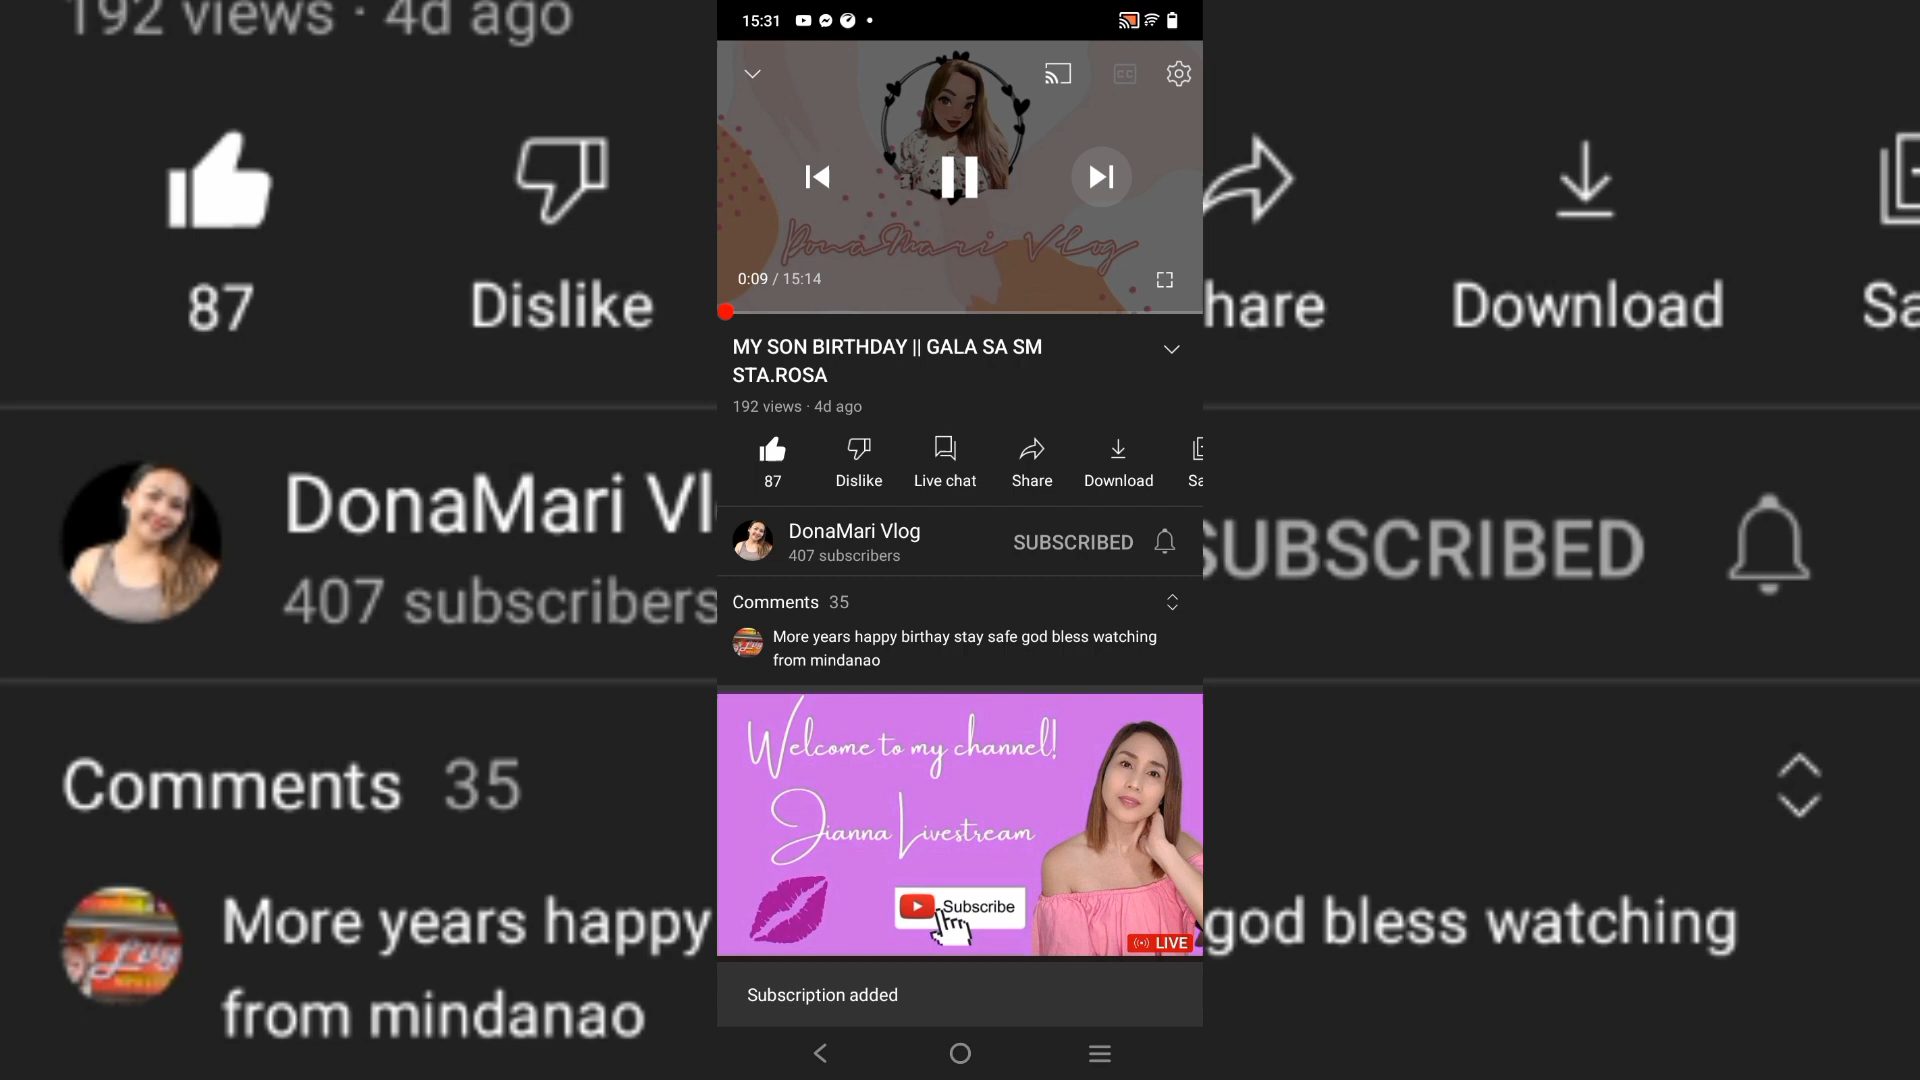 192 views · 4d ago
87
Dislike
hare
Download
Sa
DonaMari Vl
407 subscribers
SUBSCRIBED
Comments 35
More years happy
god bless watching
from mindanao
15:31
CC
DonaMari Vlog
0:09 / 15:14
MY SON BIRTHDAY || GALA SA SM
STA.ROSA
192 views · 4d ago
87
Dislike
Live chat
Share
Download
Sa
DonaMari Vlog
407 subscribers
SUBSCRIBED
Comments 35
More years happy birthay stay safe god bless watching
from mindanao
Welcome to my channel!
Jianna Livestream
Subscribe
LIVE
Subscription added